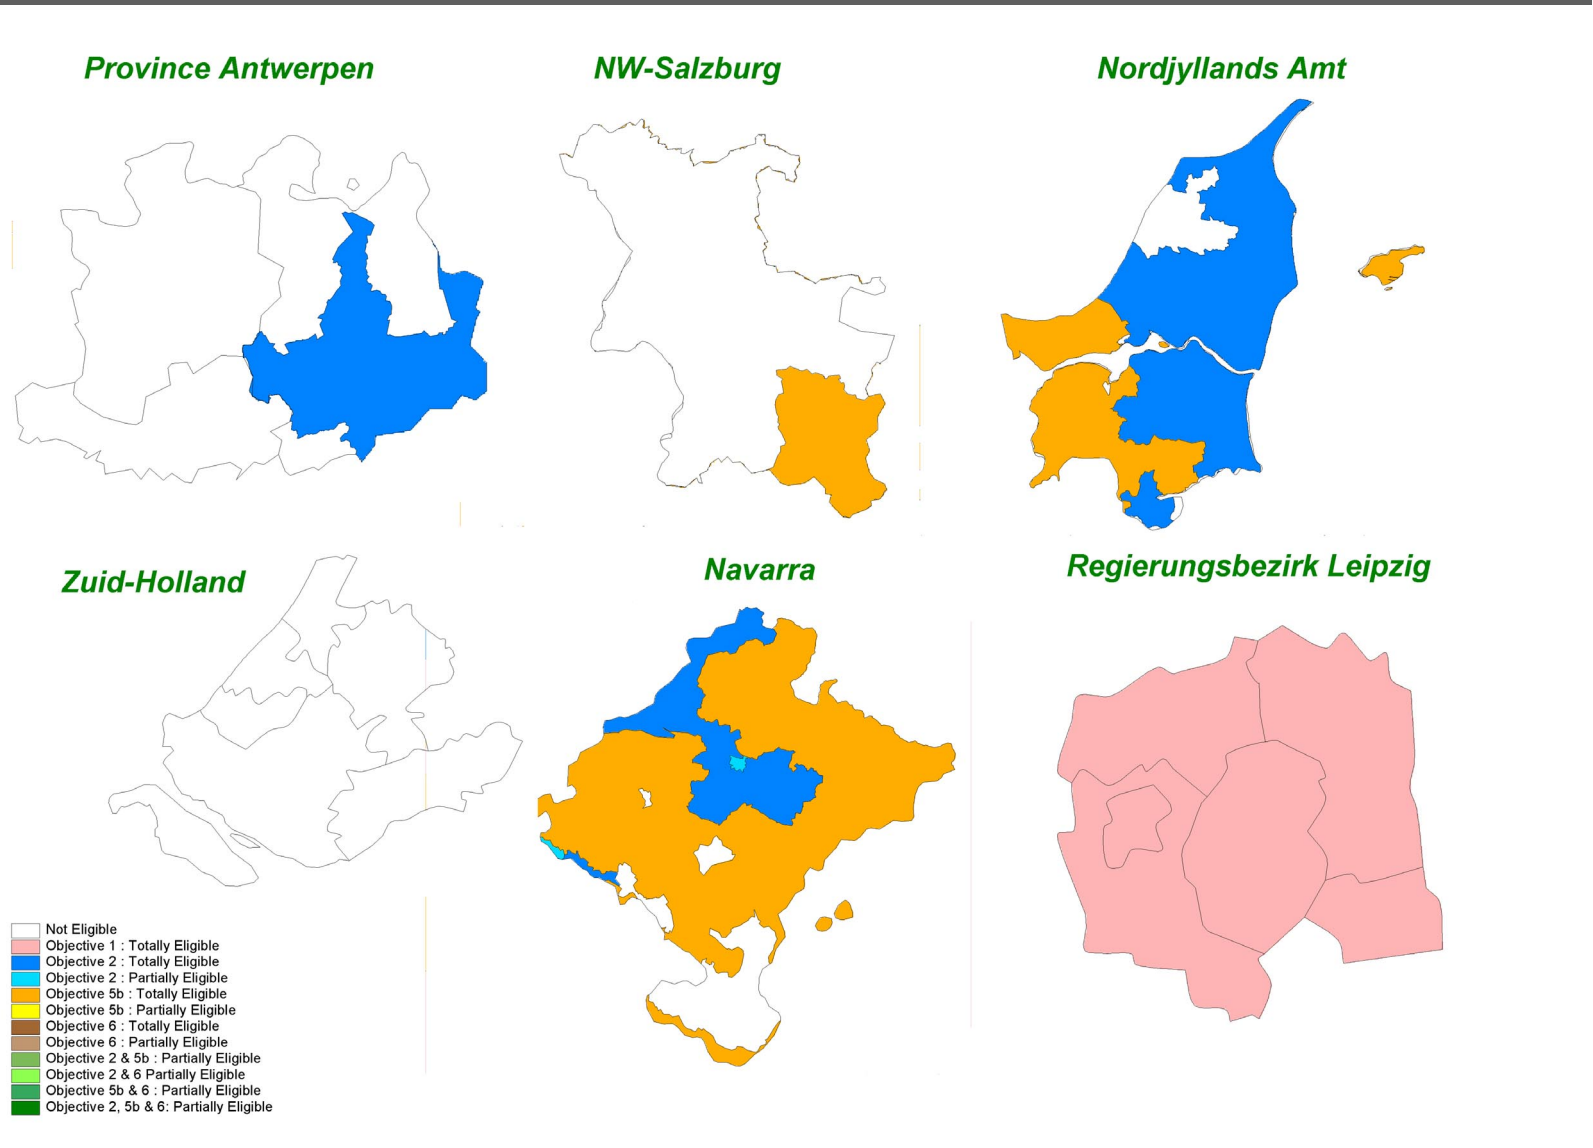 Province Antwerpen
NW-Salzburg
Nordjyllands Amt
Zuid-Holland
Navarra
Regierungsbezirk Leipzig
Not Eligible
Objective 1 : Totally Eligible
Objective 2 : Totally Eligible
Objective 2 : Partially Eligible
Objective 5b : Totally Eligible
Objective 5b : Partially Eligible
Objective 6 : Totally Eligible
Objective 6 : Partially Eligible
Objective 2 & 5b : Partially Eligible
Objective 2 & 6 Partially Eligible
Objective 5b & 6 : Partially Eligible
Objective 2, 5b & 6: Partially Eligible